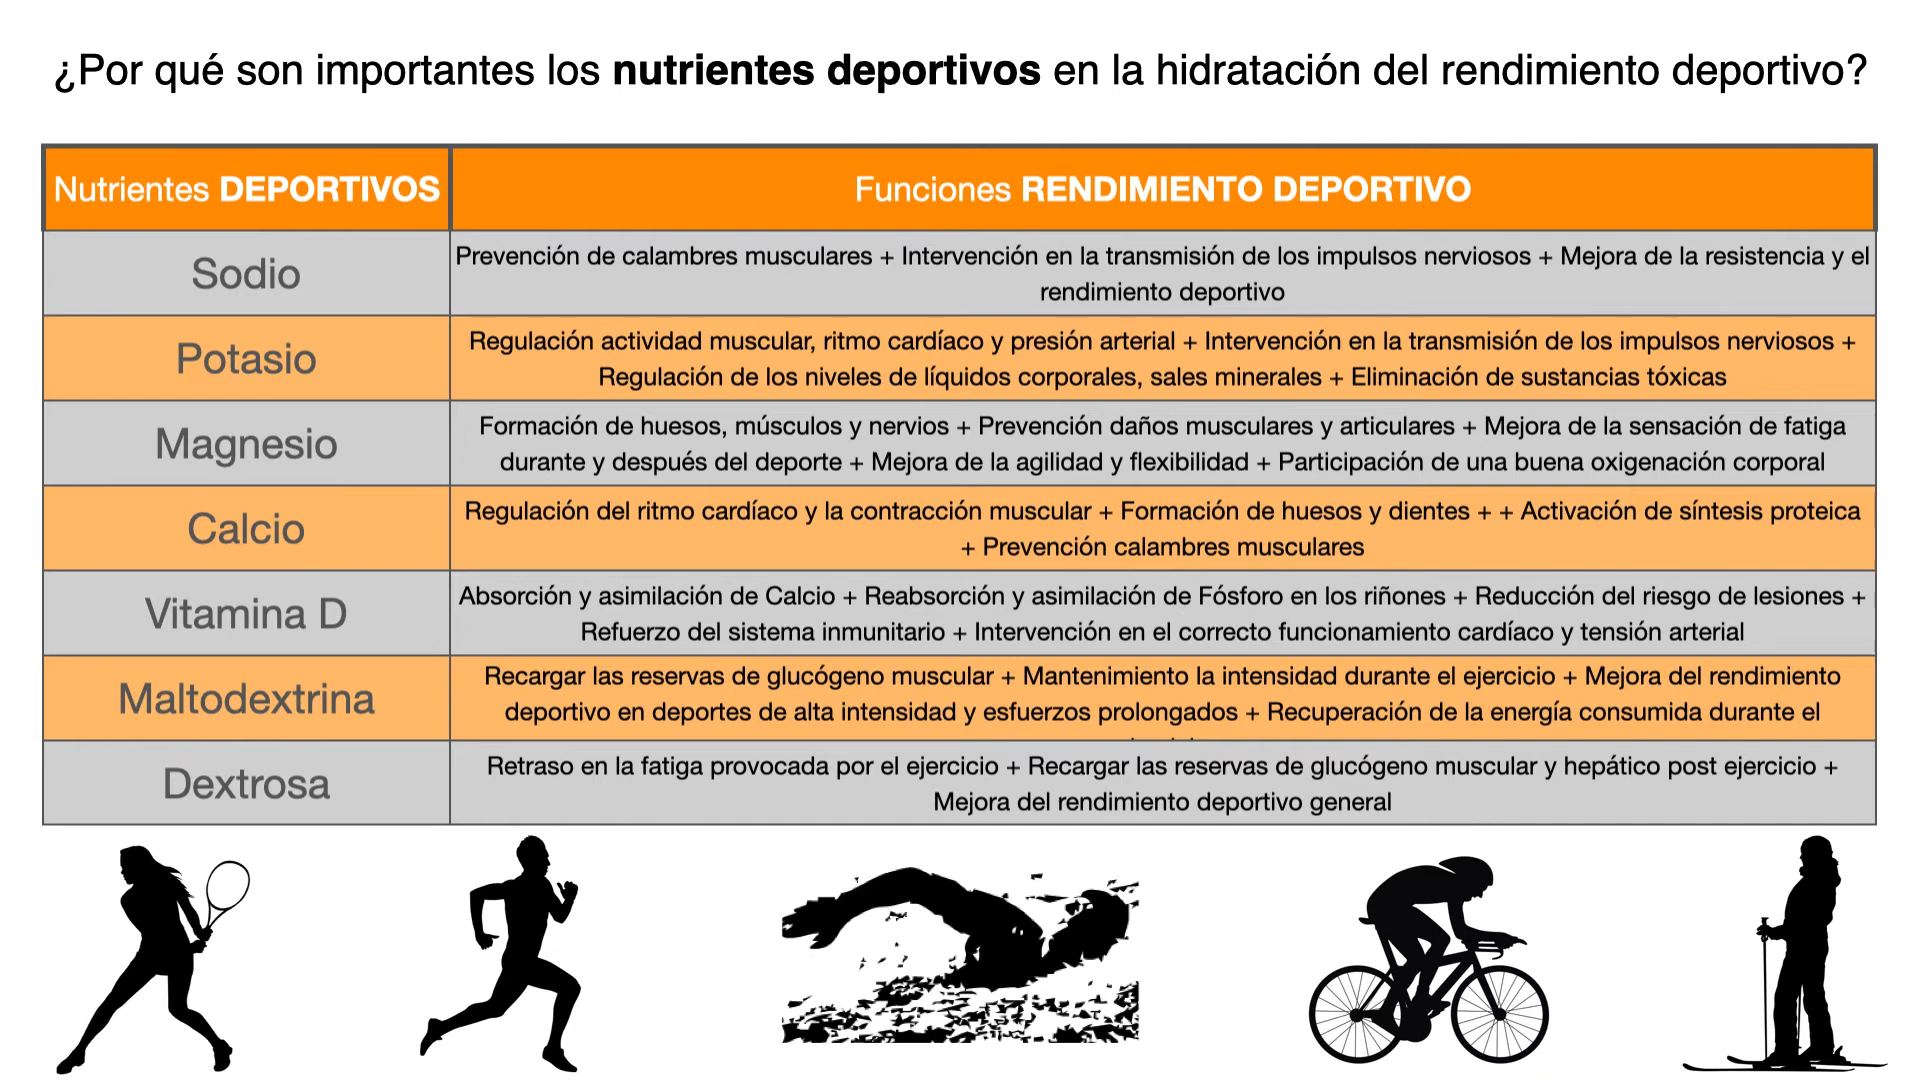 ¿Por qué son importantes los nutrientes deportivos en la hidratación del rendimiento deportivo?
Nutrientes DEPORTIVOS
Funciones RENDIMIENTO DEPORTIVO
Sodio
Prevención de calambres musculares + Intervención en la transmisión de los impulsos nerviosos + Mejora de la resistencia y el
rendimiento deportivo
Potasio
Regulación actividad muscular, ritmo cardíaco y presión arterial + Intervención en la transmisión de los impulsos nerviosos +
Regulación de los niveles de líquidos corporales, sales minerales + Eliminación de sustancias tóxicas
Magnesio
Formación de huesos, músculos y nervios + Prevención daños musculares y articulares + Mejora de la sensación de fatiga
durante y después del deporte + Mejora de la agilidad y flexibilidad + Participación de una buena oxigenación corporal
Calcio
Regulación del ritmo cardíaco y la contracción muscular + Formación de huesos y dientes + + Activación de síntesis proteica
+ Prevención calambres musculares
Vitamina D
Absorción y asimilación de Calcio + Reabsorción y asimilación de Fósforo en los riñones + Reducción del riesgo de lesiones +
Refuerzo del sistema inmunitario + Intervención en el correcto funcionamiento cardíaco y tensión arterial
Maltodextrina
Recargar las reservas de glucógeno muscular + Mantenimiento la intensidad durante el ejercicio + Mejora del rendimiento
deportivo en deportes de alta intensidad y esfuerzos prolongados + Recuperación de la energía consumida durante el
Dextrosa
Retraso en la fatiga provocada por el ejercicio + Recargar las reservas de glucógeno muscular y hepático post ejercicio +
Mejora del rendimiento deportivo general